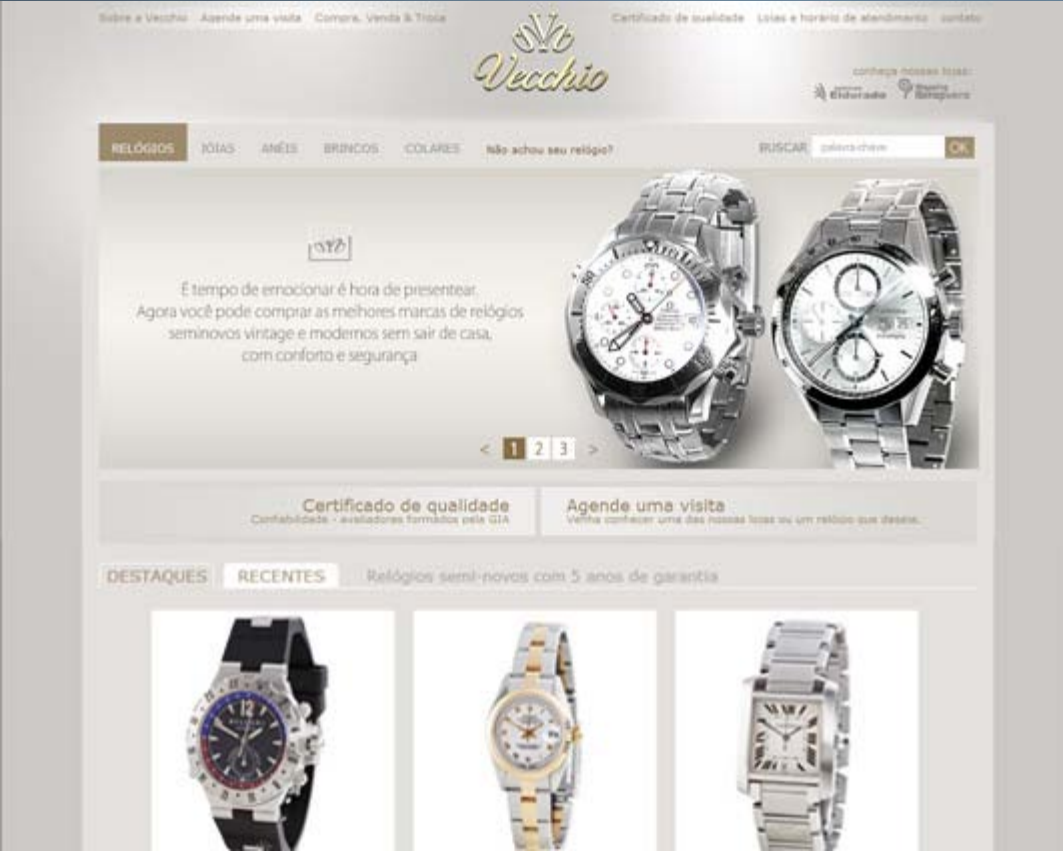 Sobre a Vecchio Agende uma visita Compra, Venda & Troca
Vecchio
Certificado de qualidade Lojas e horário de atendimento contato
conheça nossas lojas:
Eldorado Ibirapuera
RELÓGIOS JÓIAS ANÉIS BRINCOS COLARES Não achou seu relógio?
BUSCAR palavra-chave OK
É tempo de emocionar é hora de presentear.
Agora você pode comprar as melhores marcas de relógios
seminovos vintage e modernos sem sair de casa,
com conforto e segurança
< 1 2 3 >
Certificado de qualidade
Confiabilidade - avaliadores formados pela GIA
Agende uma visita
Venha conhecer uma das nossas lojas ou um relógio que deseje.
DESTAQUES RECENTES Relógios semi-novos com 5 anos de garantia